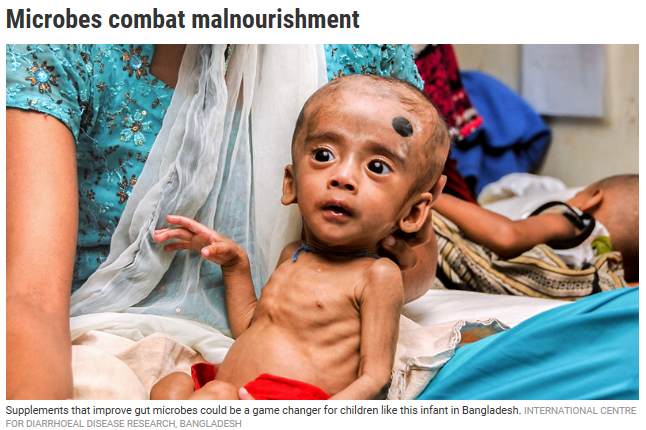 Microbes combat malnourishment
Supplements that improve gut microbes could be a game changer for children like this infant in Bangladesh. INTERNATIONAL CENTRE
FOR DIARRHOEAL DISEASE RESEARCH, BANGLADESH